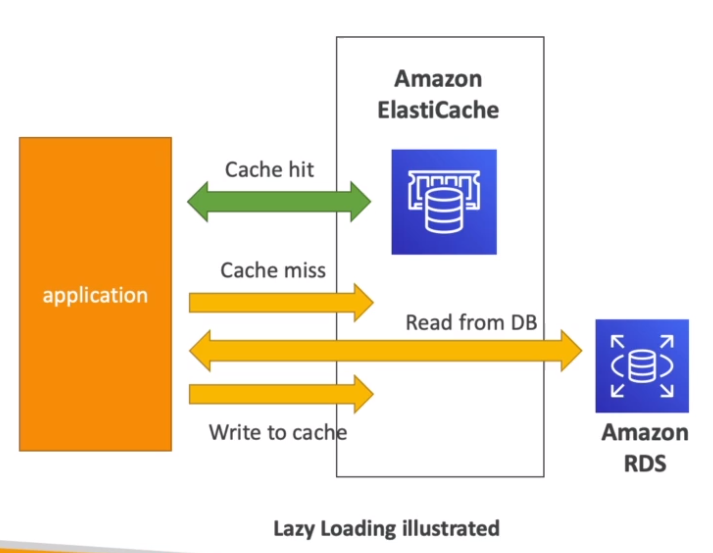 Amazon
ElastiCache
Cache hit
Cache miss
application
Read from DB
Write to cache
Amazon
RDS
Lazy Loading illustrated